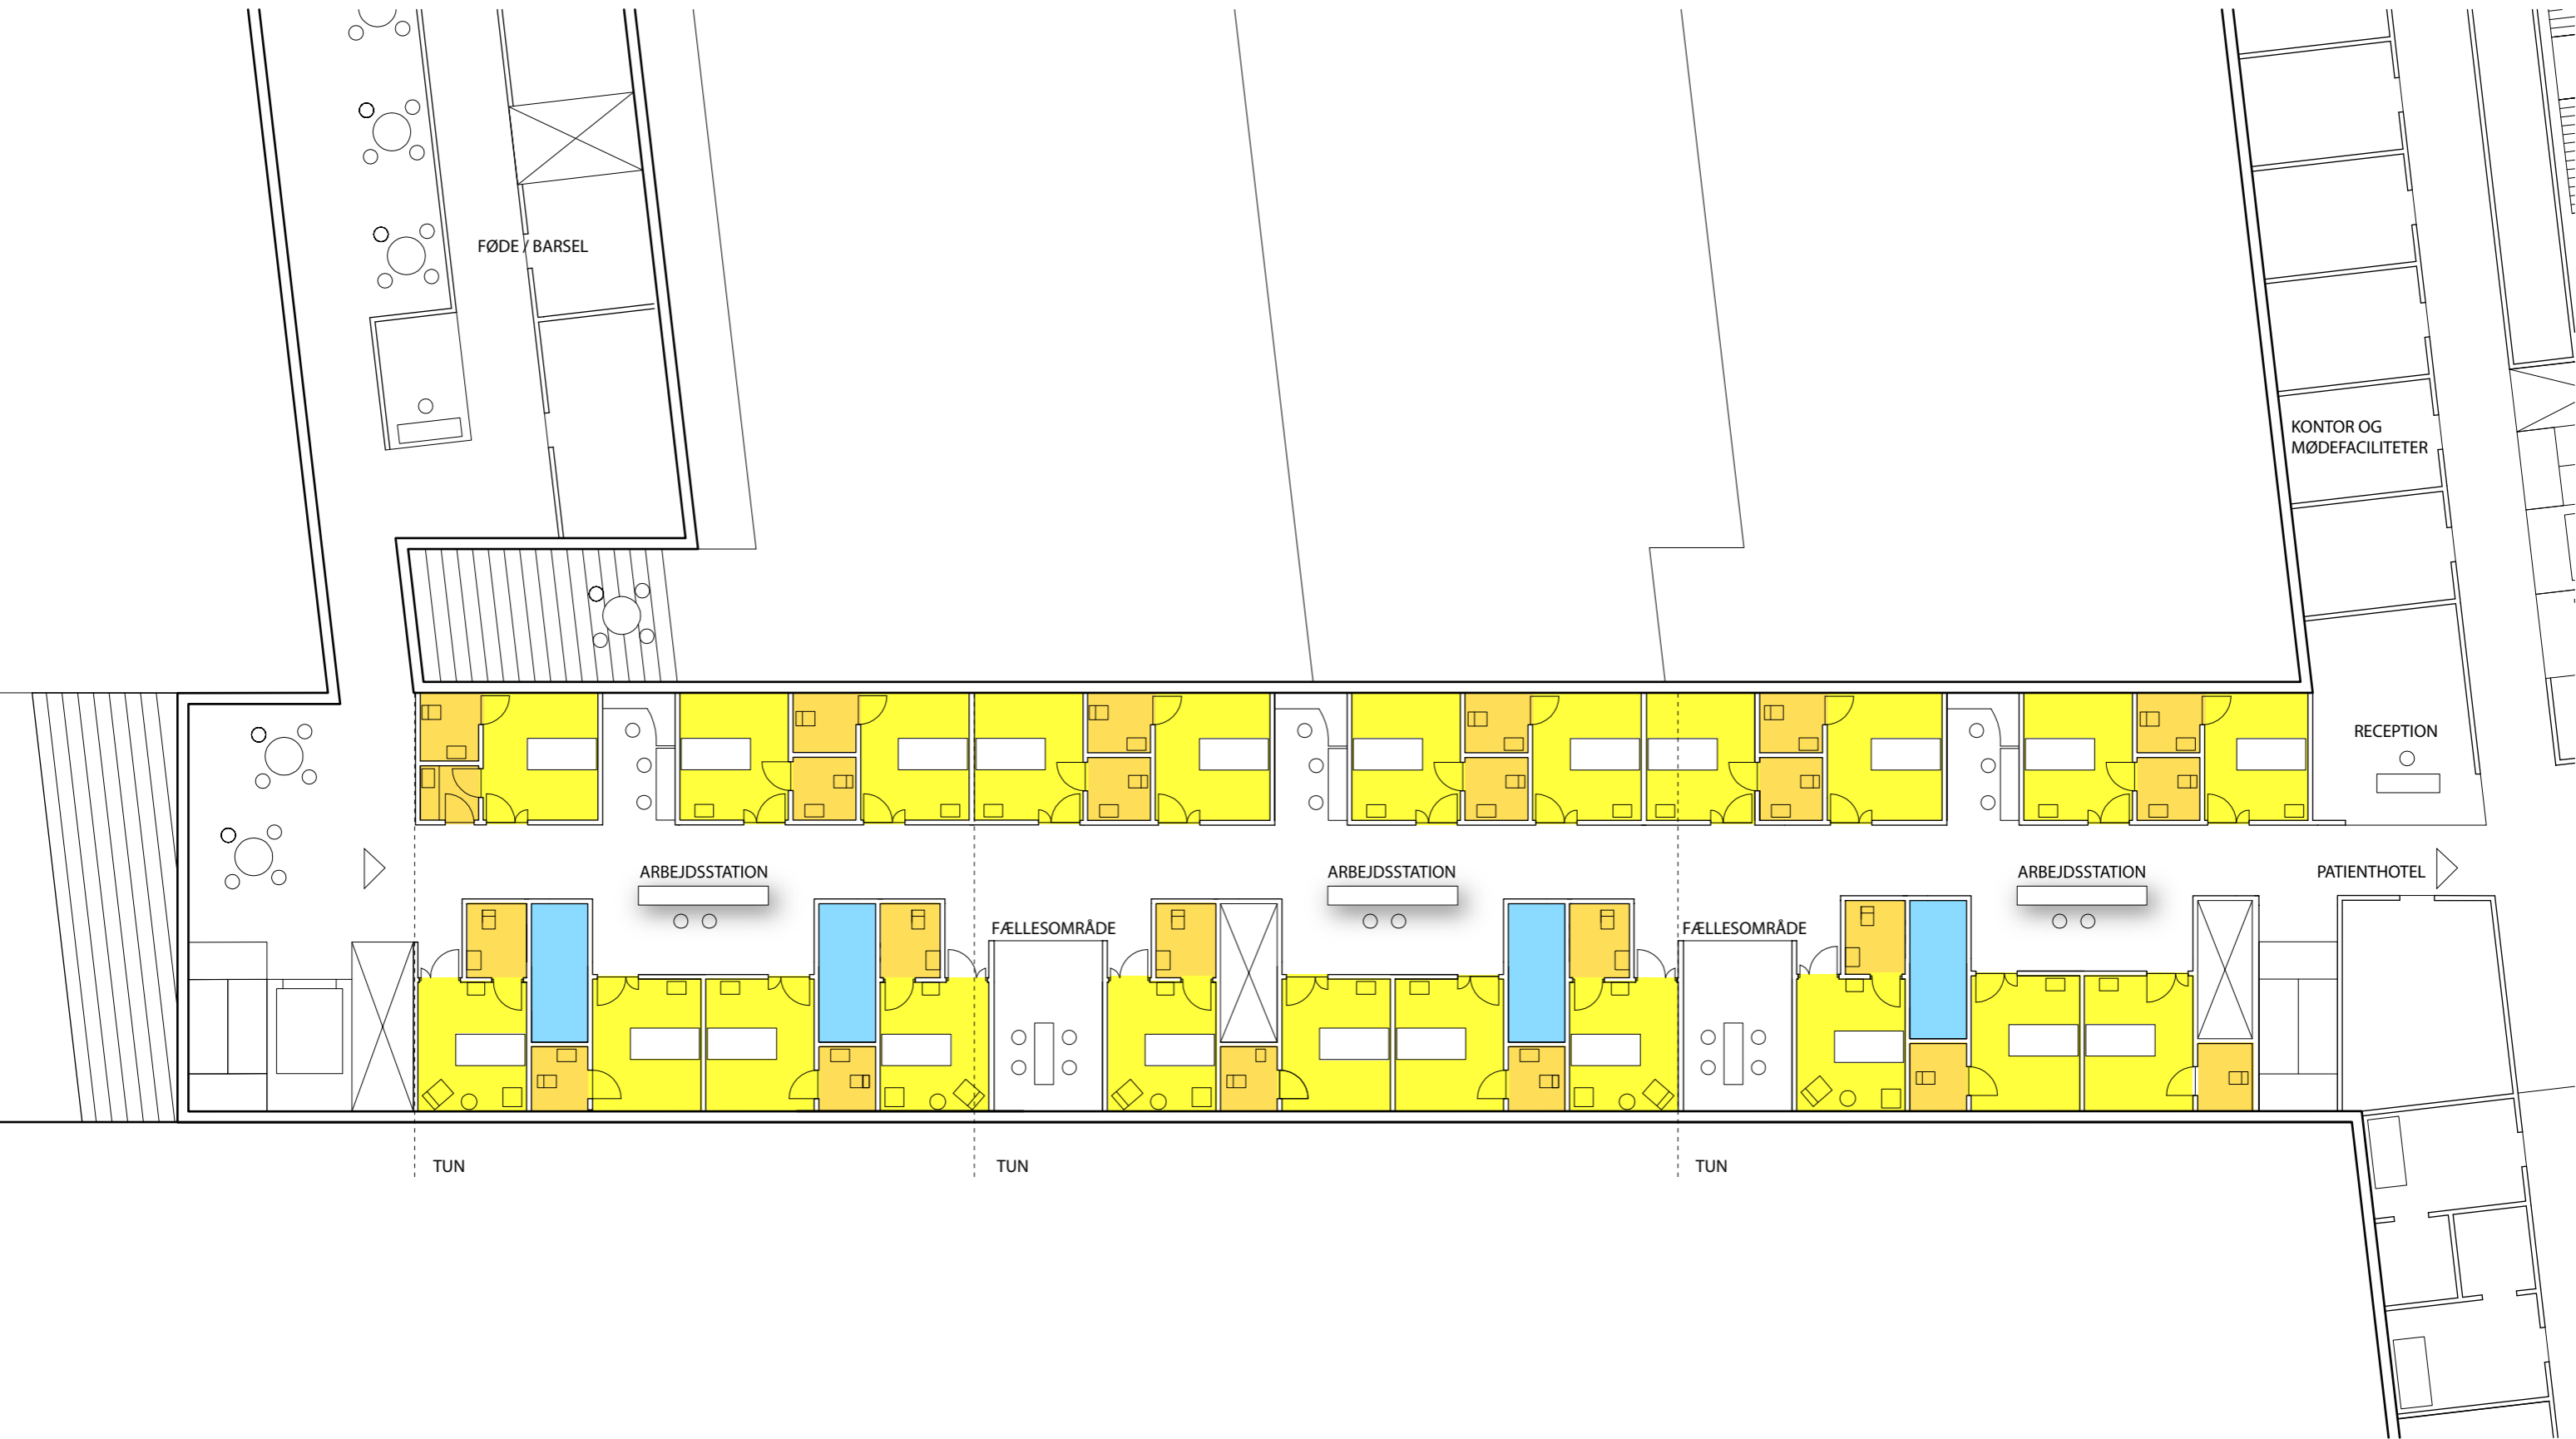 FØDE / BARSEL
KONTOR OG
MØDEFACILITETER
RECEPTION
ARBEJDSSTATION
ARBEJDSSTATION
ARBEJDSSTATION
PATIENTHOTEL
FÆLLESOMRÅDE
FÆLLESOMRÅDE
TUN
TUN
TUN